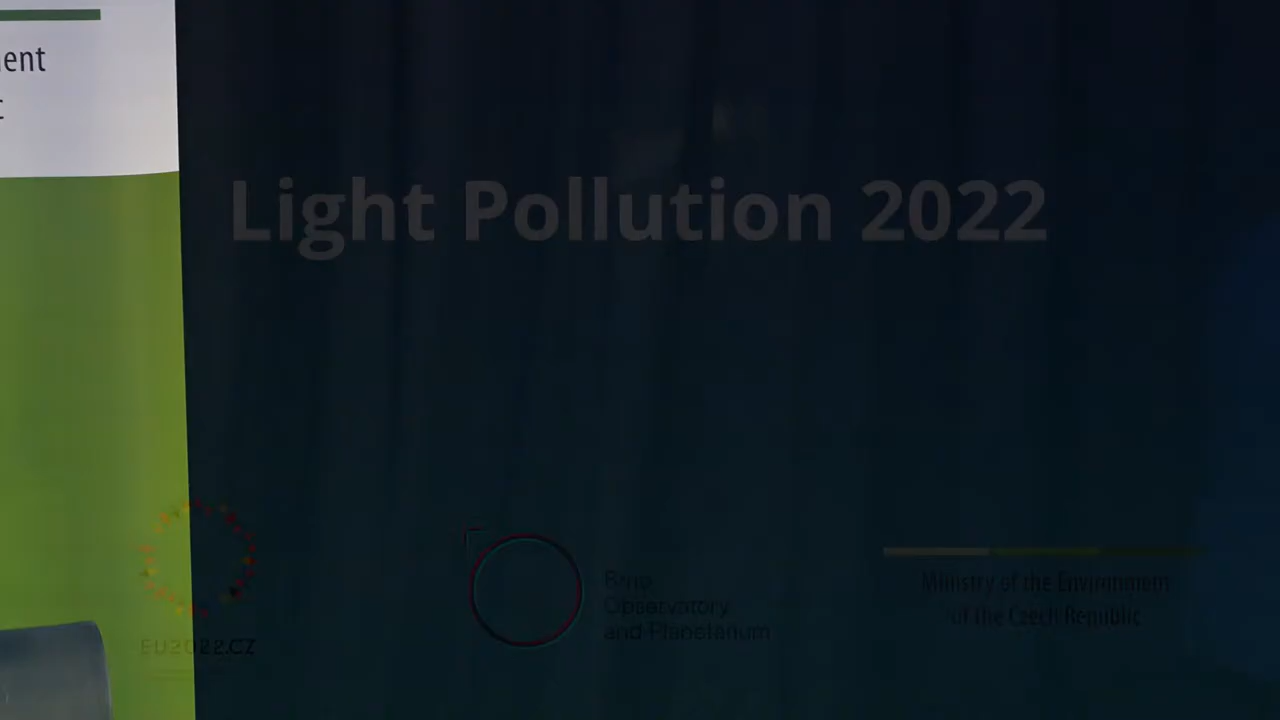 ent
Light Pollution 2022
EU2022.CZ
Brno
Observatory
and Planetarium
Ministry of the Environment
of the Czech Republic